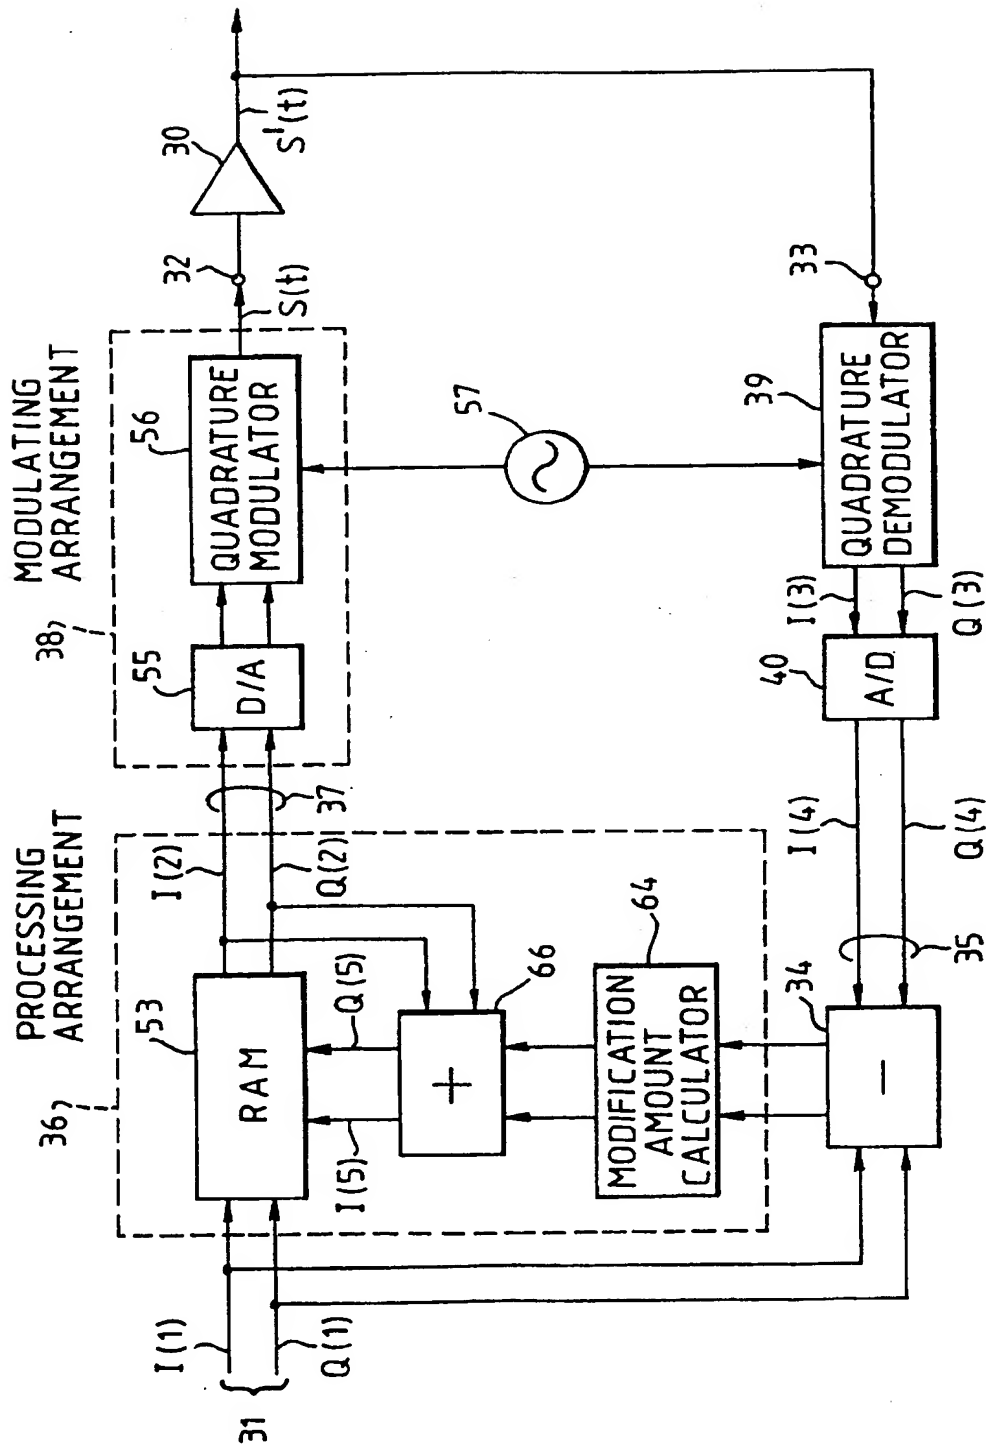 PROCESSING
ARRANGEMENT
MODULATING
ARRANGEMENT
36
38
31
I(1)
Q(1)
53
RAM
I(2)
Q(2)
37
55
D/A
56
QUADRATURE
MODULATOR
32
S(t)
30
S'(t)
I(5)
Q(5)
+
66
57
~
MODIFICATION
AMOUNT
CALCULATOR
64
34
−
35
I(4)
Q(4)
40
A/D
I(3)
Q(3)
39
QUADRATURE
DEMODULATOR
33